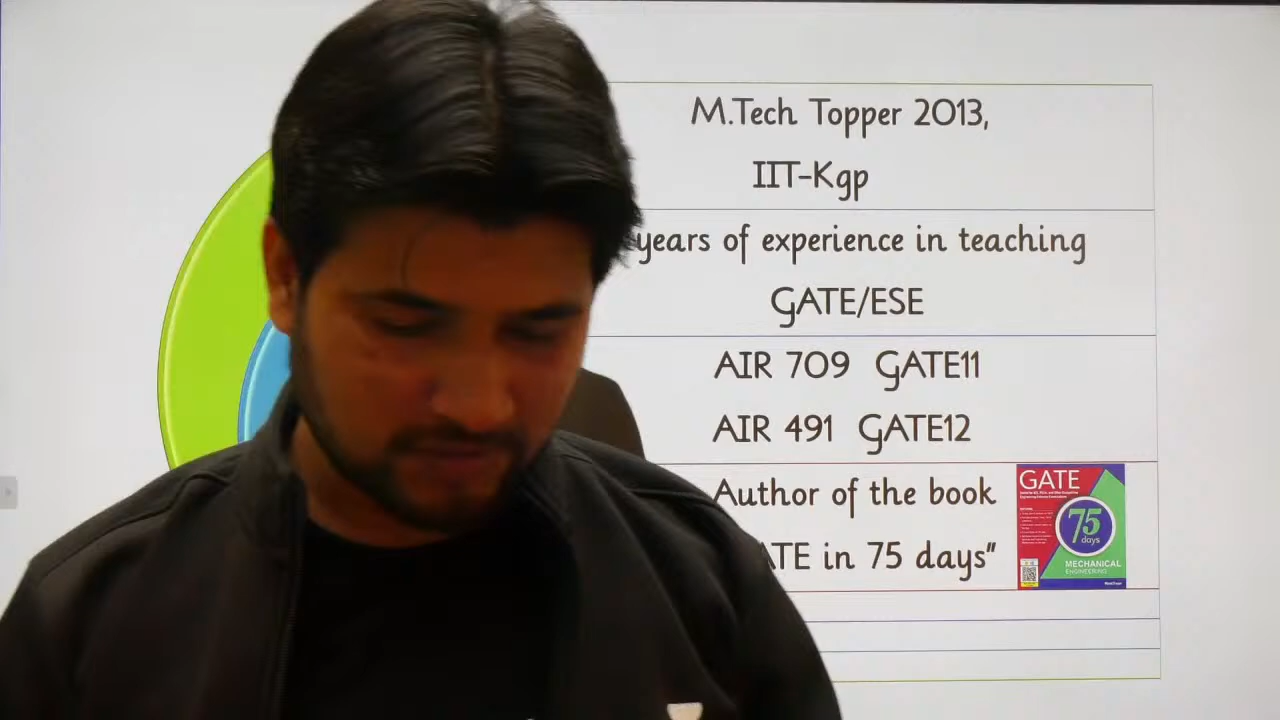 M.Tech Topper 2013,
IIT-Kgp
years of experience in teaching
GATE/ESE
AIR 709 GATE11
AIR 491 GATE12
Author of the book
ATE in 75 days”
GATE
75
days
MECHANICAL
ENGINEERING